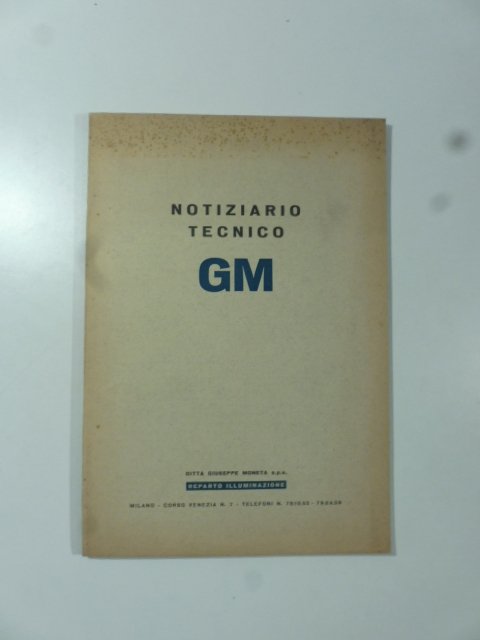 NOTIZIARIO
TECNICO
GM
DITTA GIUSEPPE MONETA s.p.a.
REPARTO ILLUMINAZIONE
MILANO - CORSO VENEZIA N. 7 - TELEFONI N.